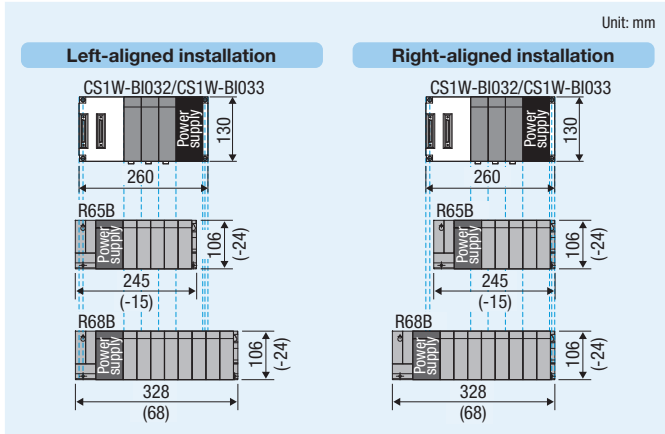 Unit: mm
Left-aligned installation
CS1W-BI032/CS1W-BI033
Power supply
130
260
R65B
Power supply
106
(-24)
245
(-15)
R68B
Power supply
106
(-24)
328
(68)
Right-aligned installation
CS1W-BI032/CS1W-BI033
Power supply
130
260
R65B
Power supply
106
(-24)
245
(-15)
R68B
Power supply
106
(-24)
328
(68)